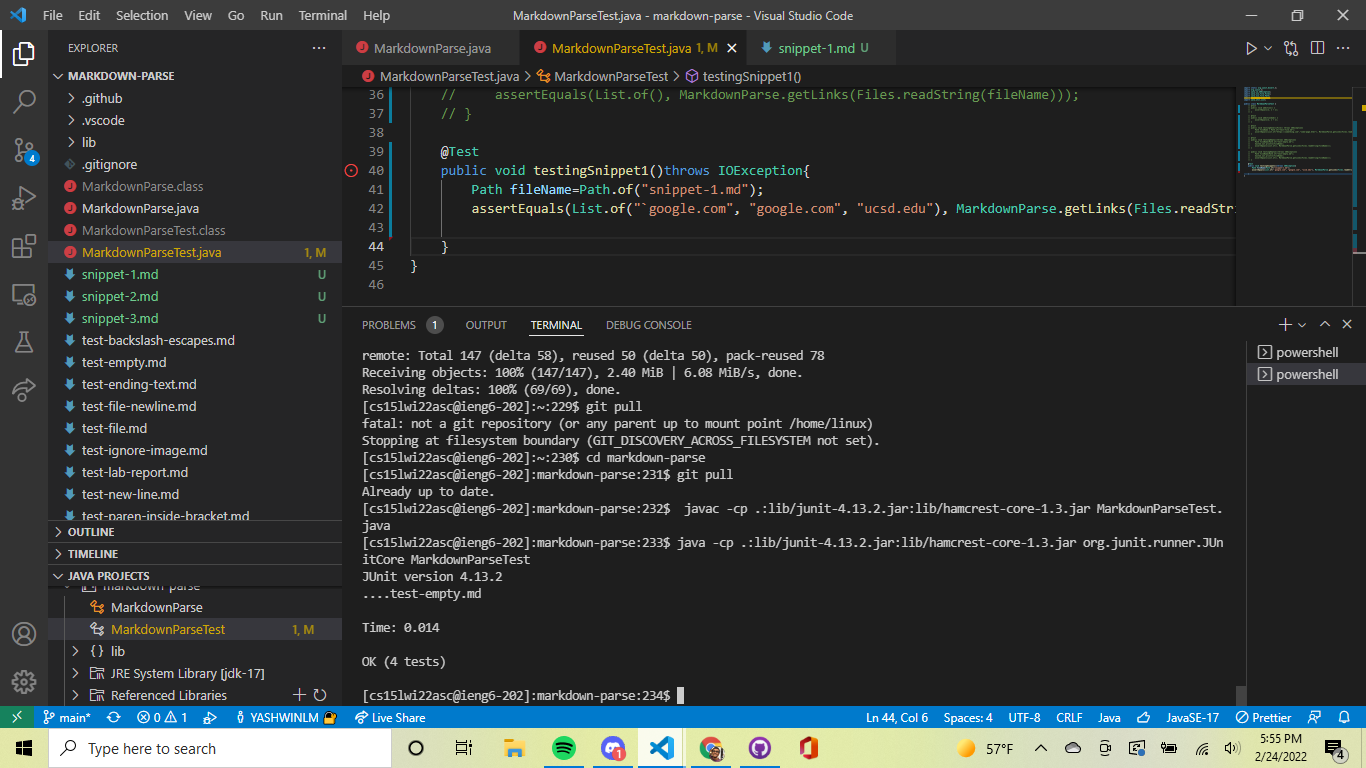 File Edit Selection View Go Run Terminal Help MarkdownParseTest.java - markdown-parse - Visual Studio Code
EXPLORER
MARKDOWN-PARSE
.github
.vscode
lib
.gitignore
MarkdownParse.class
MarkdownParse.java
MarkdownParseTest.class
MarkdownParseTest.java 1, M
snippet-1.md U
snippet-2.md U
snippet-3.md U
test-backslash-escapes.md
test-empty.md
test-ending-text.md
test-file-newline.md
test-file.md
test-ignore-image.md
test-lab-report.md
test-new-line.md
test-paren-inside-bracket.md
OUTLINE
TIMELINE
JAVA PROJECTS
markdown-parse
MarkdownParse
MarkdownParseTest 1, M
{} lib
JRE System Library [jdk-17]
Referenced Libraries
4
MarkdownParse.java MarkdownParseTest.java 1, M snippet-1.md U
MarkdownParseTest.java > MarkdownParseTest > testingSnippet1()
36 // assertEquals(List.of(), MarkdownParse.getLinks(Files.readString(fileName)));
37 // }
38
39 @Test
40 public void testingSnippet1()throws IOException{
41 Path fileName=Path.of("snippet-1.md");
42 assertEquals(List.of("`google.com", "google.com", "ucsd.edu"), MarkdownParse.getLinks(Files.readStri
43
44 }
45 }
46
PROBLEMS 1 OUTPUT TERMINAL DEBUG CONSOLE
powershell
powershell
remote: Total 147 (delta 58), reused 50 (delta 50), pack-reused 78
Receiving objects: 100% (147/147), 2.40 MiB | 6.08 MiB/s, done.
Resolving deltas: 100% (69/69), done.
[cs15lwi22asc@ieng6-202]:~:229$ git pull
fatal: not a git repository (or any parent up to mount point /home/linux)
Stopping at filesystem boundary (GIT_DISCOVERY_ACROSS_FILESYSTEM not set).
[cs15lwi22asc@ieng6-202]:~:230$ cd markdown-parse
[cs15lwi22asc@ieng6-202]:markdown-parse:231$ git pull
Already up to date.
[cs15lwi22asc@ieng6-202]:markdown-parse:232$  javac -cp .:lib/junit-4.13.2.jar:lib/hamcrest-core-1.3.jar MarkdownParseTest.
java
[cs15lwi22asc@ieng6-202]:markdown-parse:233$ java -cp .:lib/junit-4.13.2.jar:lib/hamcrest-core-1.3.jar org.junit.runner.JUn
itCore MarkdownParseTest
JUnit version 4.13.2
....test-empty.md
Time: 0.014
OK (4 tests)
[cs15lwi22asc@ieng6-202]:markdown-parse:234$
main* 0 1 YASHWINLM Live Share Ln 44, Col 6 Spaces: 4 UTF-8 CRLF Java JavaSE-17 Prettier
Type here to search 1 57°F 5:55 PM
2/24/2022 4